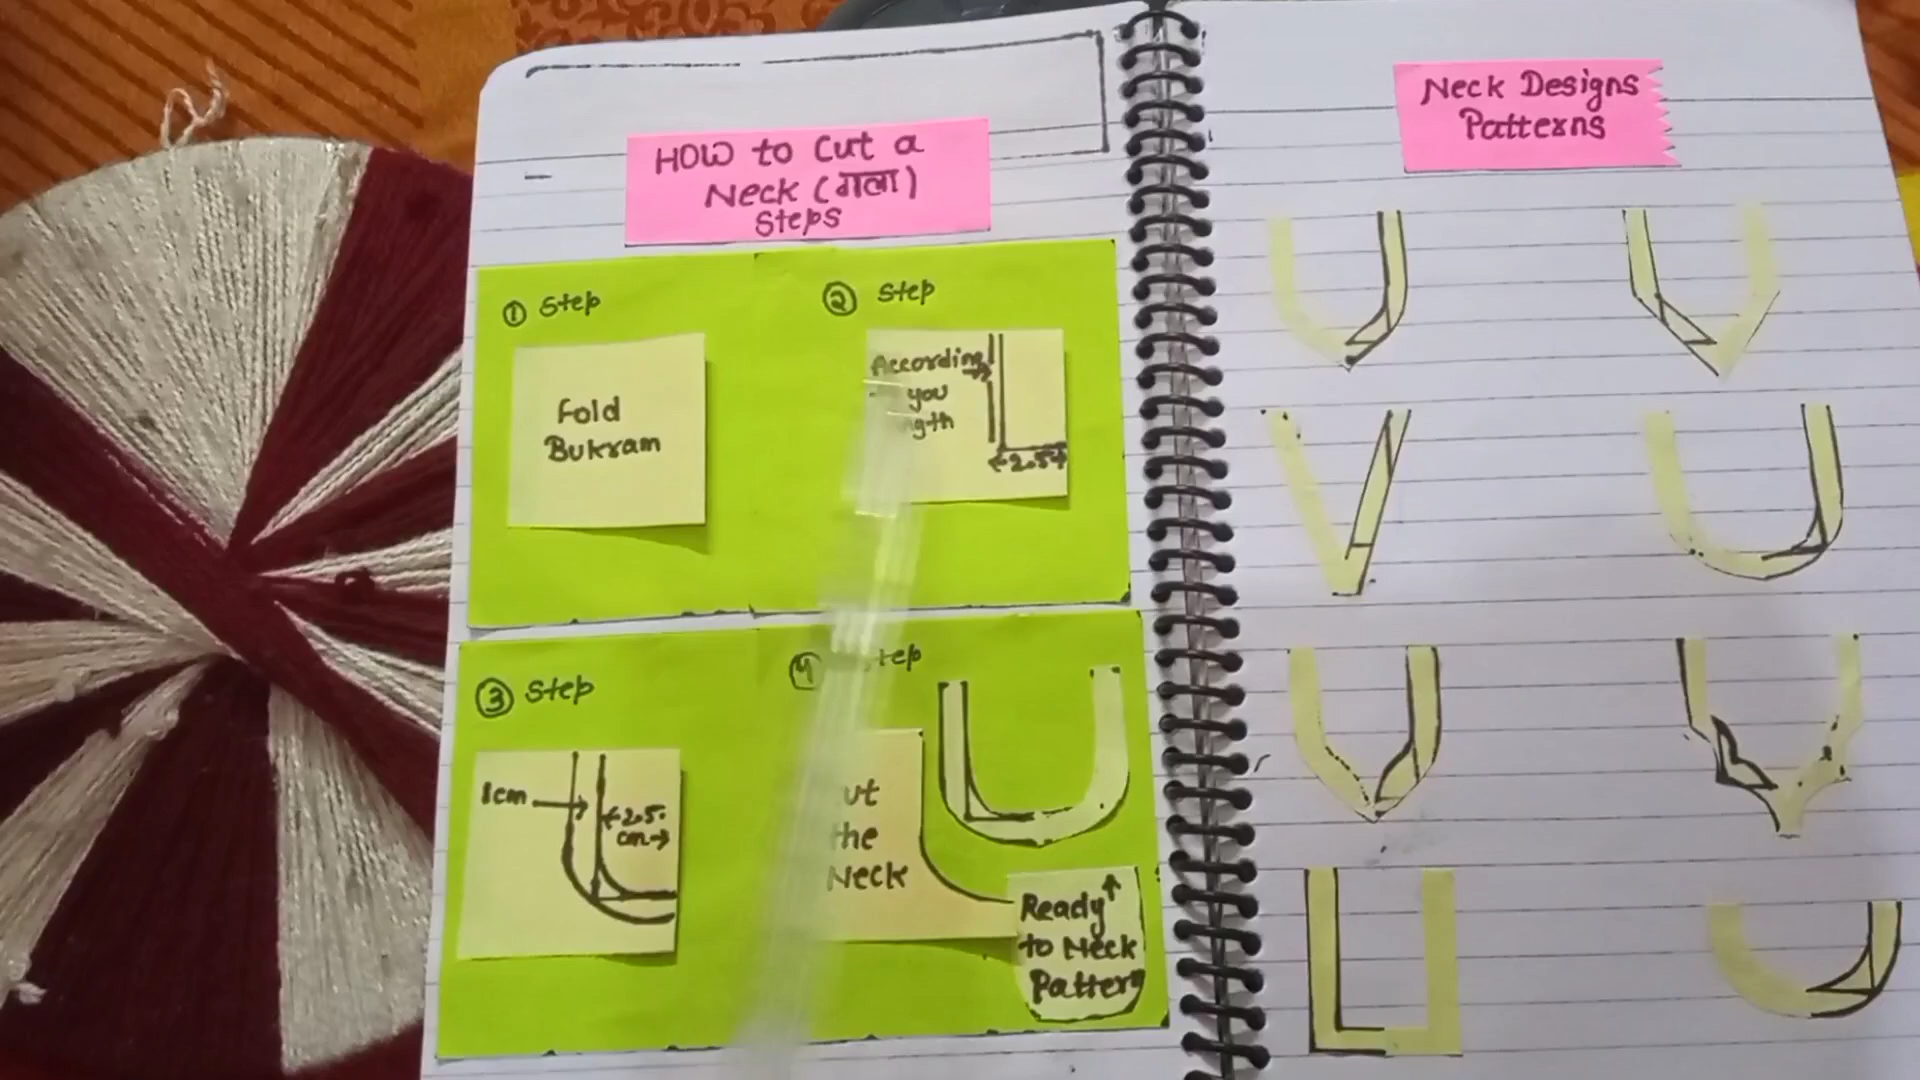 HOW to Cut a
Neck (गला)
Steps
① Step
Fold
Bukram
② Step
According
you
←2.5→
③ Step
1cm
←2.5.
cm→
④ Step
the
Neck
Ready
to Neck
Pattern
Neck Designs
Patterns